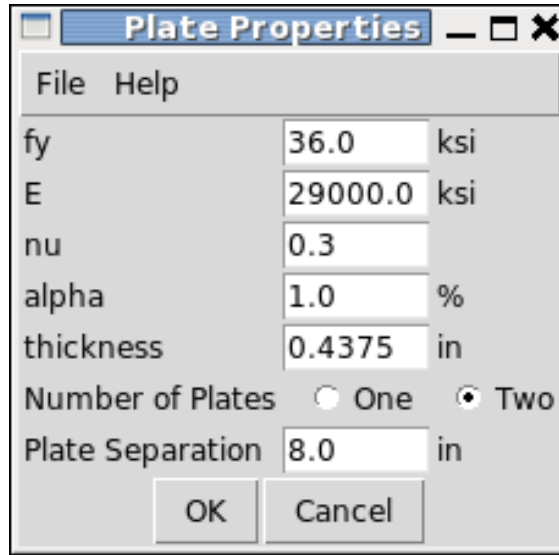 Plate Properties
File Help
fy 36.0 ksi
E 29000.0 ksi
nu 0.3
alpha 1.0 %
thickness 0.4375 in
Number of Plates One Two
Plate Separation 8.0 in
OK Cancel